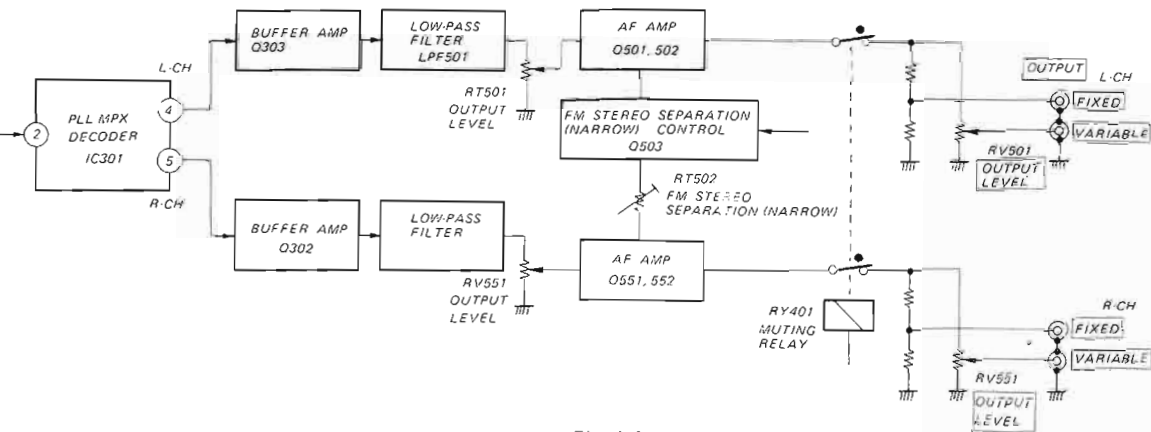 BUFFER AMP
Q303
LOW-PASS
FILTER
LPF501
AF AMP
Q501, 502
L-CH
PLL MPX
DECODER
IC301
2
4
5
R-CH
RT501
OUTPUT
LEVEL
FM STEREO SEPARATION
(NARROW) CONTROL
Q503
OUTPUT
L-CH
FIXED
VARIABLE
RV501
OUTPUT
LEVEL
RT502
FM STEREO
SEPARATION (NARROW)
BUFFER AMP
Q302
LOW-PASS
FILTER
RV551
OUTPUT
LEVEL
AF AMP
Q551, 552
RY401
MUTING
RELAY
R-CH
FIXED
VARIABLE
RV551
OUTPUT
LEVEL